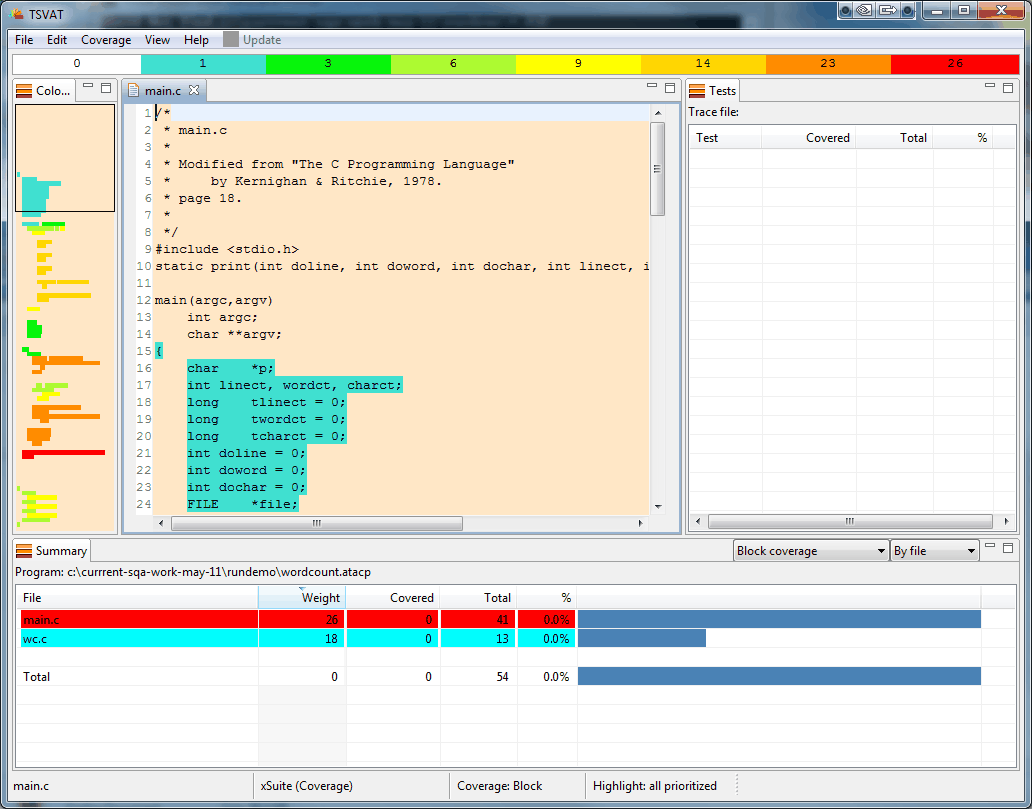 TSVAT
File Edit Coverage View Help Update
0 1 3 6 9 14 23 26
Colo...
main.c
1 /*
2 * main.c
3 *
4 * Modified from "The C Programming Language"
5 * by Kernighan & Ritchie, 1978.
6 * page 18.
7 *
8 */
9 #include <stdio.h>
10 static print(int doline, int doword, int dochar, int linect, i
11
12 main(argc,argv)
13 int argc;
14 char **argv;
15 {
16 char *p;
17 int linect, wordct, charct;
18 long tlinect = 0;
19 long twordct = 0;
20 long tcharct = 0;
21 int doline = 0;
22 int doword = 0;
23 int dochar = 0;
24 FILE *file;
Tests
Trace file:
Test Covered Total %
Summary
Block coverage By file
Program: c:\currrent-sqa-work-may-11\rundemo\wordcount.atacp
File Weight Covered Total %
main.c 26 0 41 0.0%
wc.c 18 0 13 0.0%
Total 0 0 54 0.0%
main.c xSuite (Coverage) Coverage: Block Highlight: all prioritized